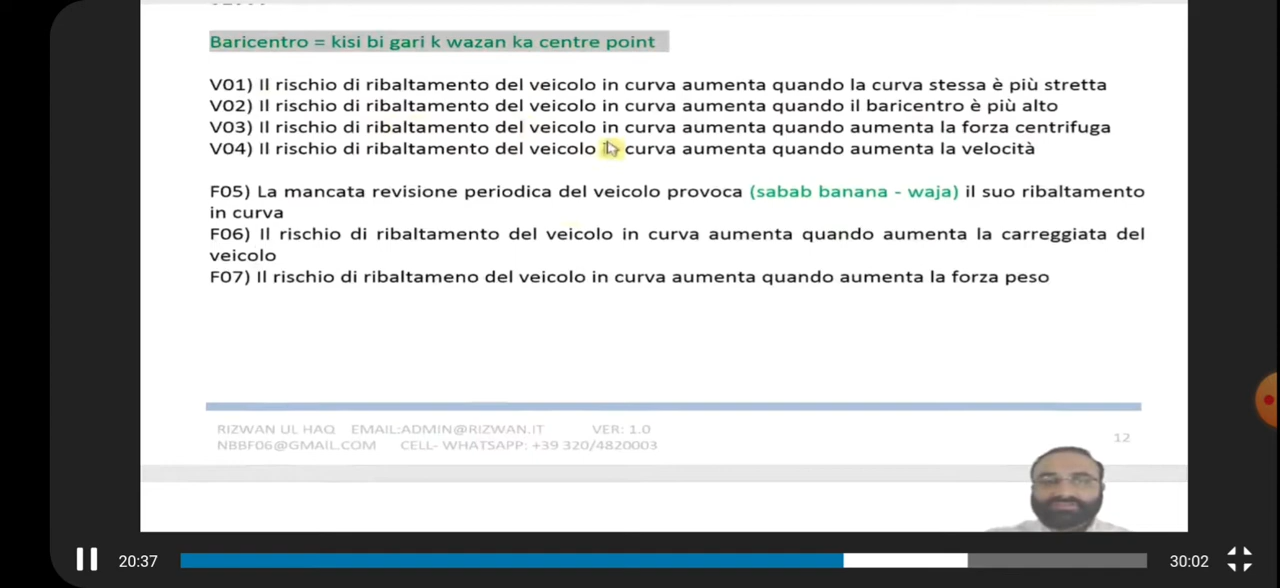 Baricentro = kisi bi gari k wazan ka centre point
V01) Il rischio di ribaltamento del veicolo in curva aumenta quando la curva stessa è più stretta
V02) Il rischio di ribaltamento del veicolo in curva aumenta quando il baricentro è più alto
V03) Il rischio di ribaltamento del veicolo in curva aumenta quando aumenta la forza centrifuga
V04) Il rischio di ribaltamento del veicolo in curva aumenta quando aumenta la velocità
F05) La mancata revisione periodica del veicolo provoca (sabab banana - waja) il suo ribaltamento
in curva
F06) Il rischio di ribaltamento del veicolo in curva aumenta quando aumenta la carreggiata del
veicolo
F07) Il rischio di ribaltameno del veicolo in curva aumenta quando aumenta la forza peso
RIZWAN UL HAQ EMAIL:ADMIN@RIZWAN.IT VER: 1.0
NBBF06@GMAIL.COM CELL- WHATSAPP: +39 320/4820003
12
20:37
30:02